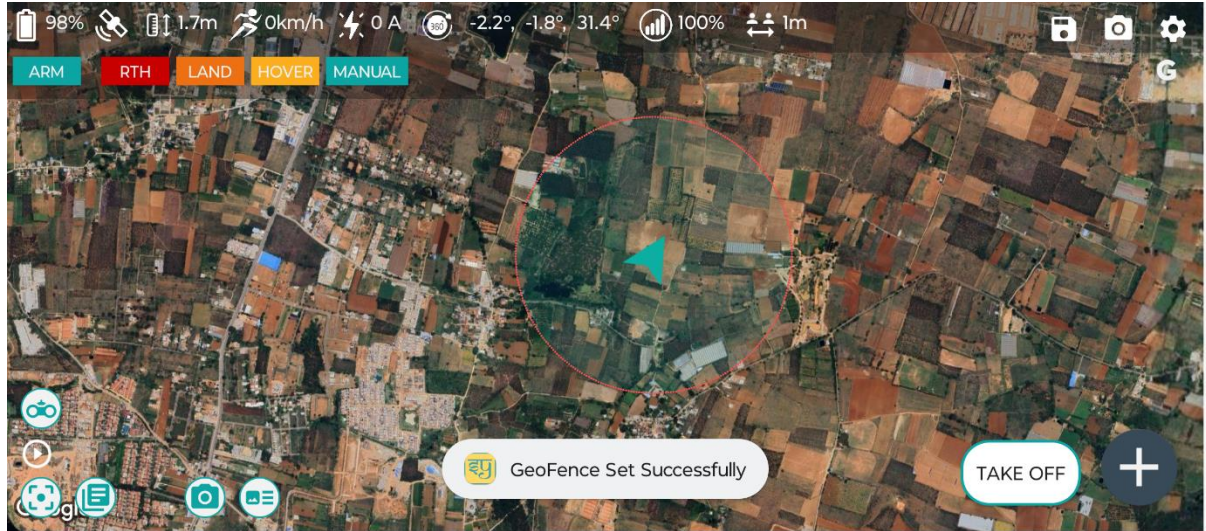 98% 1.7m 0km/h 0 A 360° -2.2°, -1.8°, 31.4° 100% 1m
ARM RTH LAND HOVER MANUAL
G
GeoFence Set Successfully
TAKE OFF